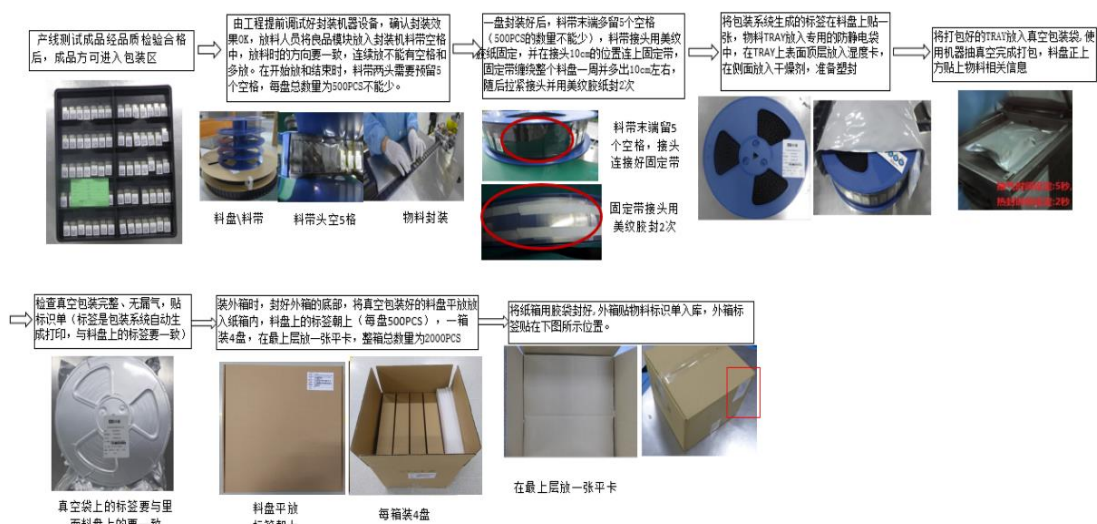 产线测试成品经品质检验合格
后，成品方可进入包装区
由工程提前调试好封装机器设备，确认封装效
果OK，放料人员将良品模块放入封装机料带空格
中，放料时的方向要一致，连续放不能有空格和
多放。在开始放和结束时，料带两头需要预留5
个空格，每盘总数量为500PCS不能少。
料盘\料带
料带头空5格
物料封装
一盘封装好后，料带末端多留5个空格
（500PCS的数量不能少），料带接头用美纹
胶纸固定，并在接头10cm的位置连上固定带，
固定带缠绕整个料盘一周并多出10cm左右，
随后拉紧接头并用美纹胶纸封2次
料带末端留5
个空格，接头
连接好固定带
固定带接头用
美纹胶封2次
将包装系统生成的标签在料盘上贴一
张，物料TRAY放入专用的防静电袋
中，在TRAY上表面顶层放入湿度卡，
在侧面放入干燥剂，准备塑封
将打包好的TRAY放入真空包装袋，使
用机器抽真空完成打包，料盘正上
方贴上物料相关信息
检查真空包装完整、无漏气，贴
标识单（标签是包装系统自动生
成打印，与料盘上的标签要一致）
真空袋上的标签要与里
面料盘上的要一致
装外箱时，封好外箱的底部，将真空包装好的料盘平放放
入纸箱内，料盘上的标签朝上（每盘500PCS），一箱
装4盘，在最上层放一张平卡，整箱总数量为2000PCS
料盘平放
标签朝上
每箱装4盘
将纸箱用胶袋封好，外箱贴物料标识单入库，外箱标
签贴在下图所示位置。
在最上层放一张平卡